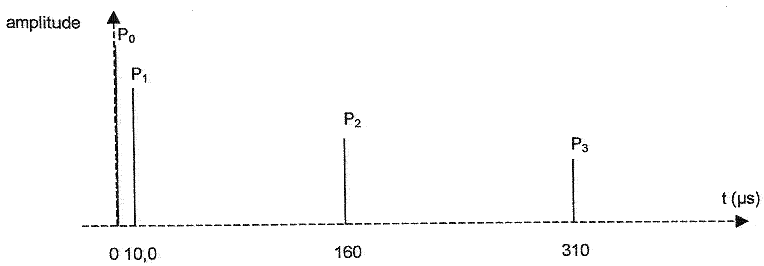 amplitude
P₀
P₁
P₂
P₃
t (µs)
0 10,0 160 310